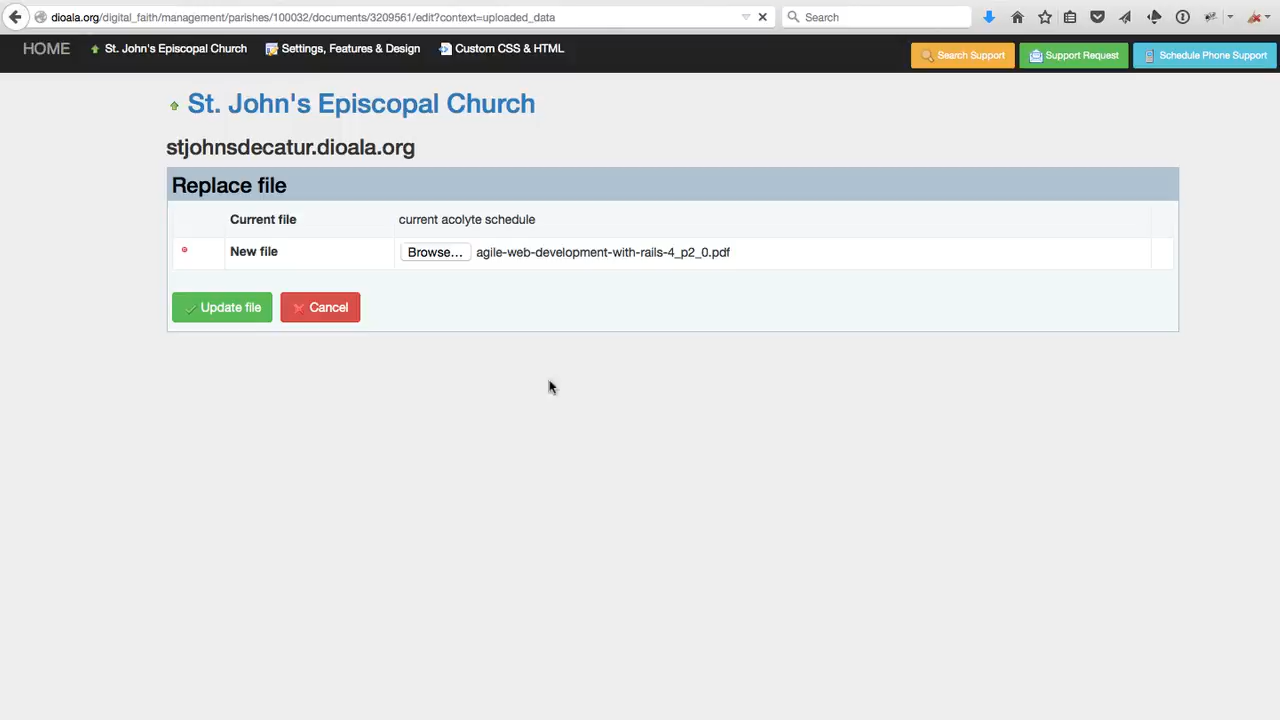 dioala.org/digital_faith/management/parishes/100032/documents/3209561/edit?context=uploaded_data
Search
HOME St. John's Episcopal Church Settings, Features & Design Custom CSS & HTML Search Support Support Request Schedule Phone Support
St. John's Episcopal Church
stjohnsdecatur.dioala.org
Replace file
Current file current acolyte schedule
New file Browse... agile-web-development-with-rails-4_p2_0.pdf
Update file Cancel